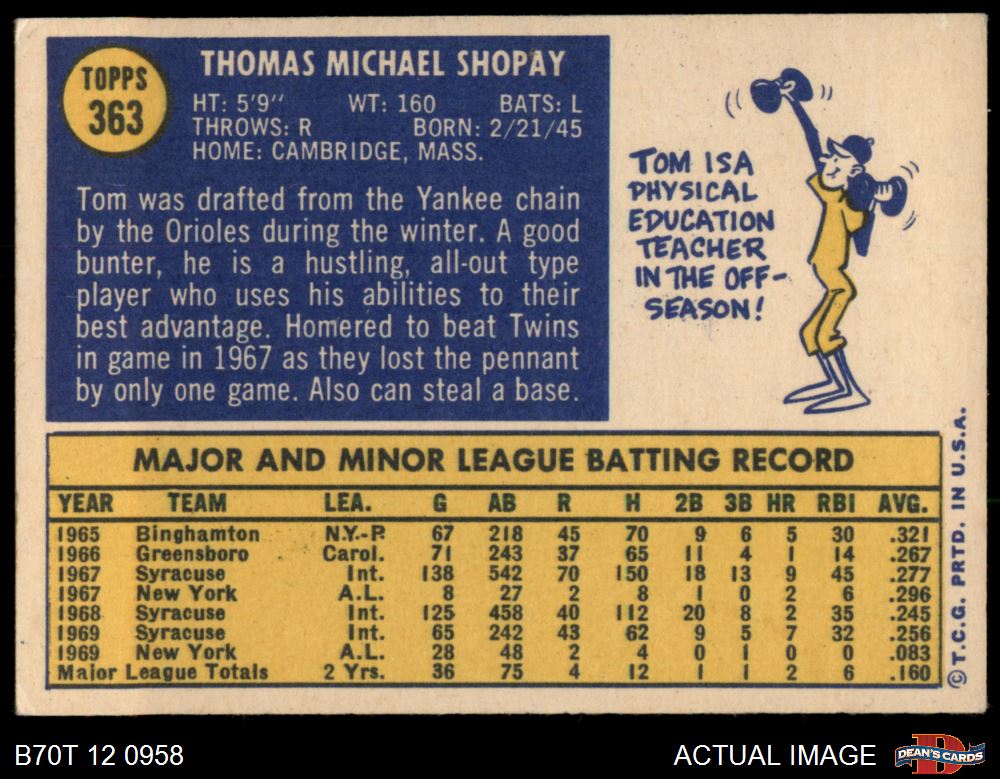 TOPPS
363
THOMAS MICHAEL SHOPAY
HT: 5'9" WT: 160 BATS: L
THROWS: R BORN: 2/21/45
HOME: CAMBRIDGE, MASS.
Tom was drafted from the Yankee chain
by the Orioles during the winter. A good
bunter, he is a hustling, all-out type
player who uses his abilities to their
best advantage. Homered to beat Twins
in game in 1967 as they lost the pennant
by only one game. Also can steal a base.
TOM IS A
PHYSICAL
EDUCATION
TEACHER
IN THE OFF-
SEASON!
MAJOR AND MINOR LEAGUE BATTING RECORD
YEAR TEAM LEA. G AB R H 2B 3B HR RBI AVG.
1965 Binghamton N.Y.-P. 67 218 45 70 9 6 5 30 .321
1966 Greensboro Carol. 71 243 37 65 11 4 1 14 .267
1967 Syracuse Int. 138 542 70 150 18 13 9 45 .277
1967 New York A.L. 8 27 2 8 1 0 2 6 .296
1968 Syracuse Int. 125 458 40 112 20 8 2 35 .245
1969 Syracuse Int. 65 242 43 62 9 5 7 32 .256
1969 New York A.L. 28 48 2 4 0 1 0 0 .083
Major League Totals 2 Yrs. 36 75 4 12 1 1 2 6 .160
© T.C.G. PRTD. IN U.S.A.
B70T 12 0958
ACTUAL IMAGE
DEAN'S CARDS